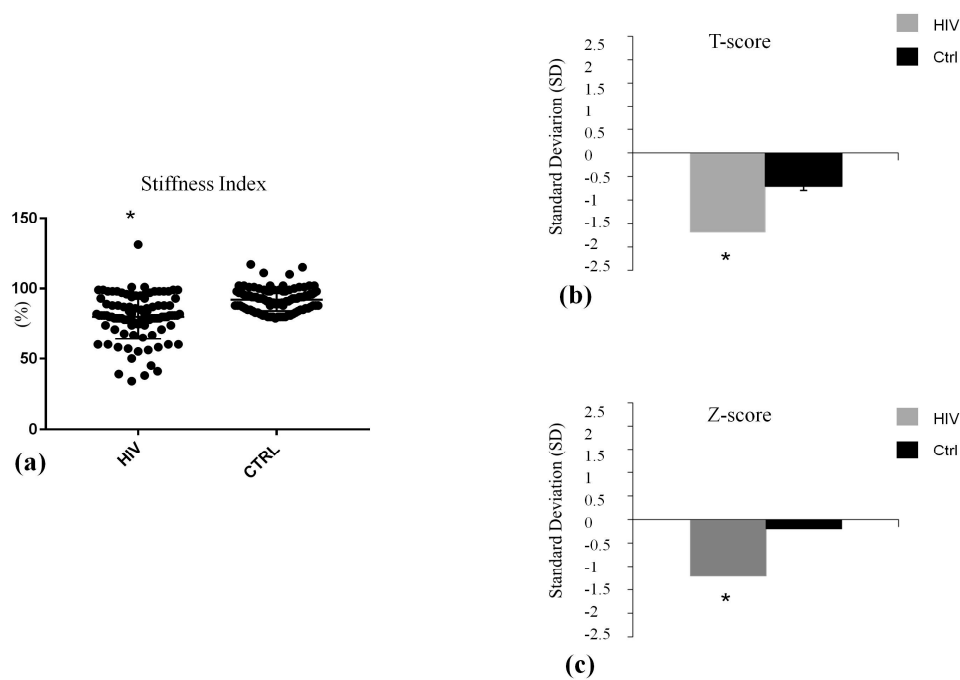 Stiffness Index
*
150
100
50
0
(%)
HIV
CTRL
(a)
T-score
HIV
Ctrl
Standard Deviarion (SD)
2.5
2
1.5
1
0.5
0
-0.5
-1
-1.5
-2
-2.5
*
(b)
Z-score
HIV
Ctrl
Standard Deviation (SD)
2.5
2
1.5
1
0.5
0
-0.5
-1
-1.5
-2
-2.5
*
(c)